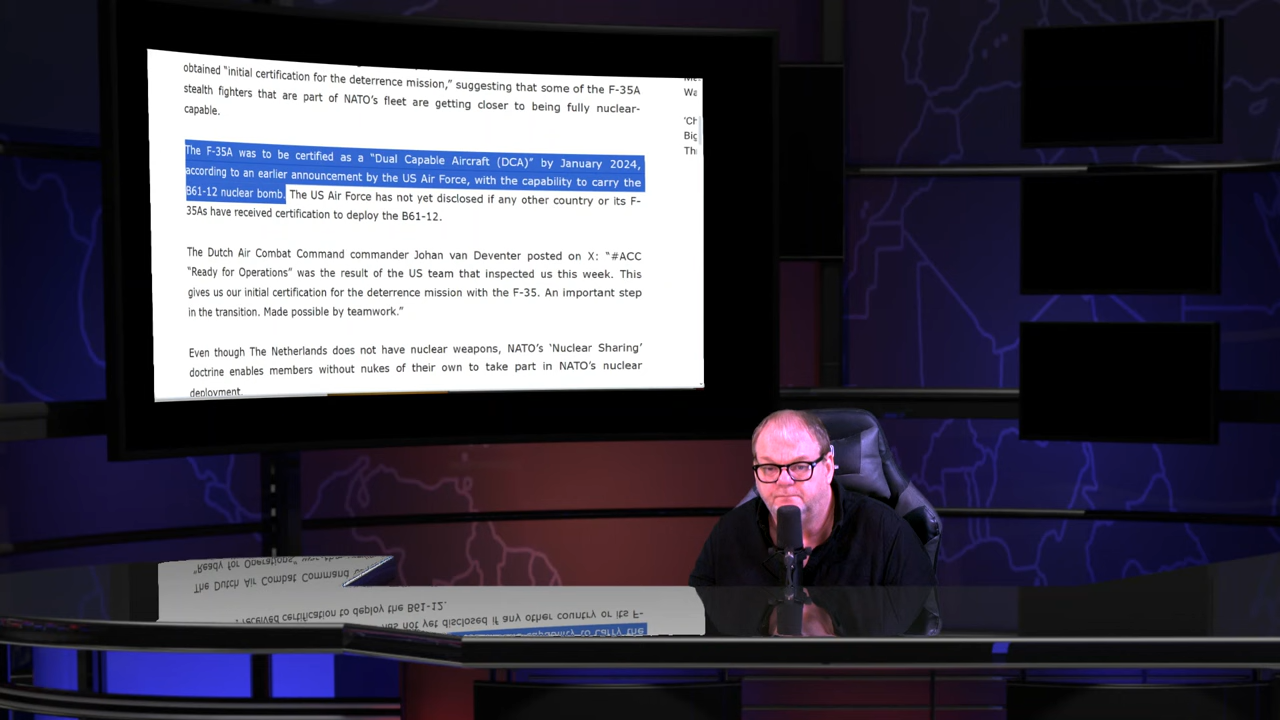 obtained “initial certification for the deterrence mission,” suggesting that some of the F-35A
stealth fighters that are part of NATO’s fleet are getting closer to being fully nuclear-
capable.
The F-35A was to be certified as a “Dual Capable Aircraft (DCA)” by January 2024,
according to an earlier announcement by the US Air Force, with the capability to carry the
B61-12 nuclear bomb. The US Air Force has not yet disclosed if any other country or its F-
35As have received certification to deploy the B61-12.
The Dutch Air Combat Command commander Johan van Deventer posted on X: “#ACC
“Ready for Operations” was the result of the US team that inspected us this week. This
gives us our initial certification for the deterrence mission with the F-35. An important step
in the transition. Made possible by teamwork.”
Even though The Netherlands does not have nuclear weapons, NATO’s ‘Nuclear Sharing’
doctrine enables members without nukes of their own to take part in NATO’s nuclear
deployment.
Wa
‘Ch
Big
Thi